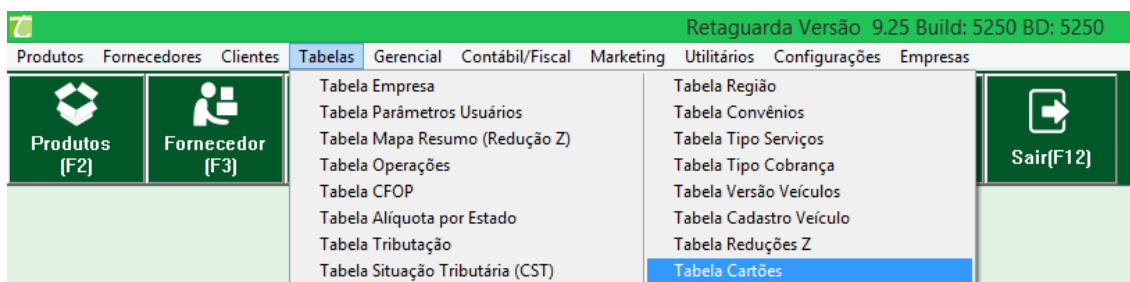 Retaguarda Versão 9.25 Build: 5250 BD: 5250
Produtos Fornecedores Clientes Tabelas Gerencial Contábil/Fiscal Marketing Utilitários Configurações Empresas
Produtos (F2)
Fornecedor (F3)
Tabela Empresa
Tabela Parâmetros Usuários
Tabela Mapa Resumo (Redução Z)
Tabela Operações
Tabela CFOP
Tabela Alíquota por Estado
Tabela Tributação
Tabela Situação Tributária (CST)
Tabela Região
Tabela Convênios
Tabela Tipo Serviços
Tabela Tipo Cobrança
Tabela Versão Veículos
Tabela Cadastro Veículo
Tabela Reduções Z
Tabela Cartões
Sair(F12)